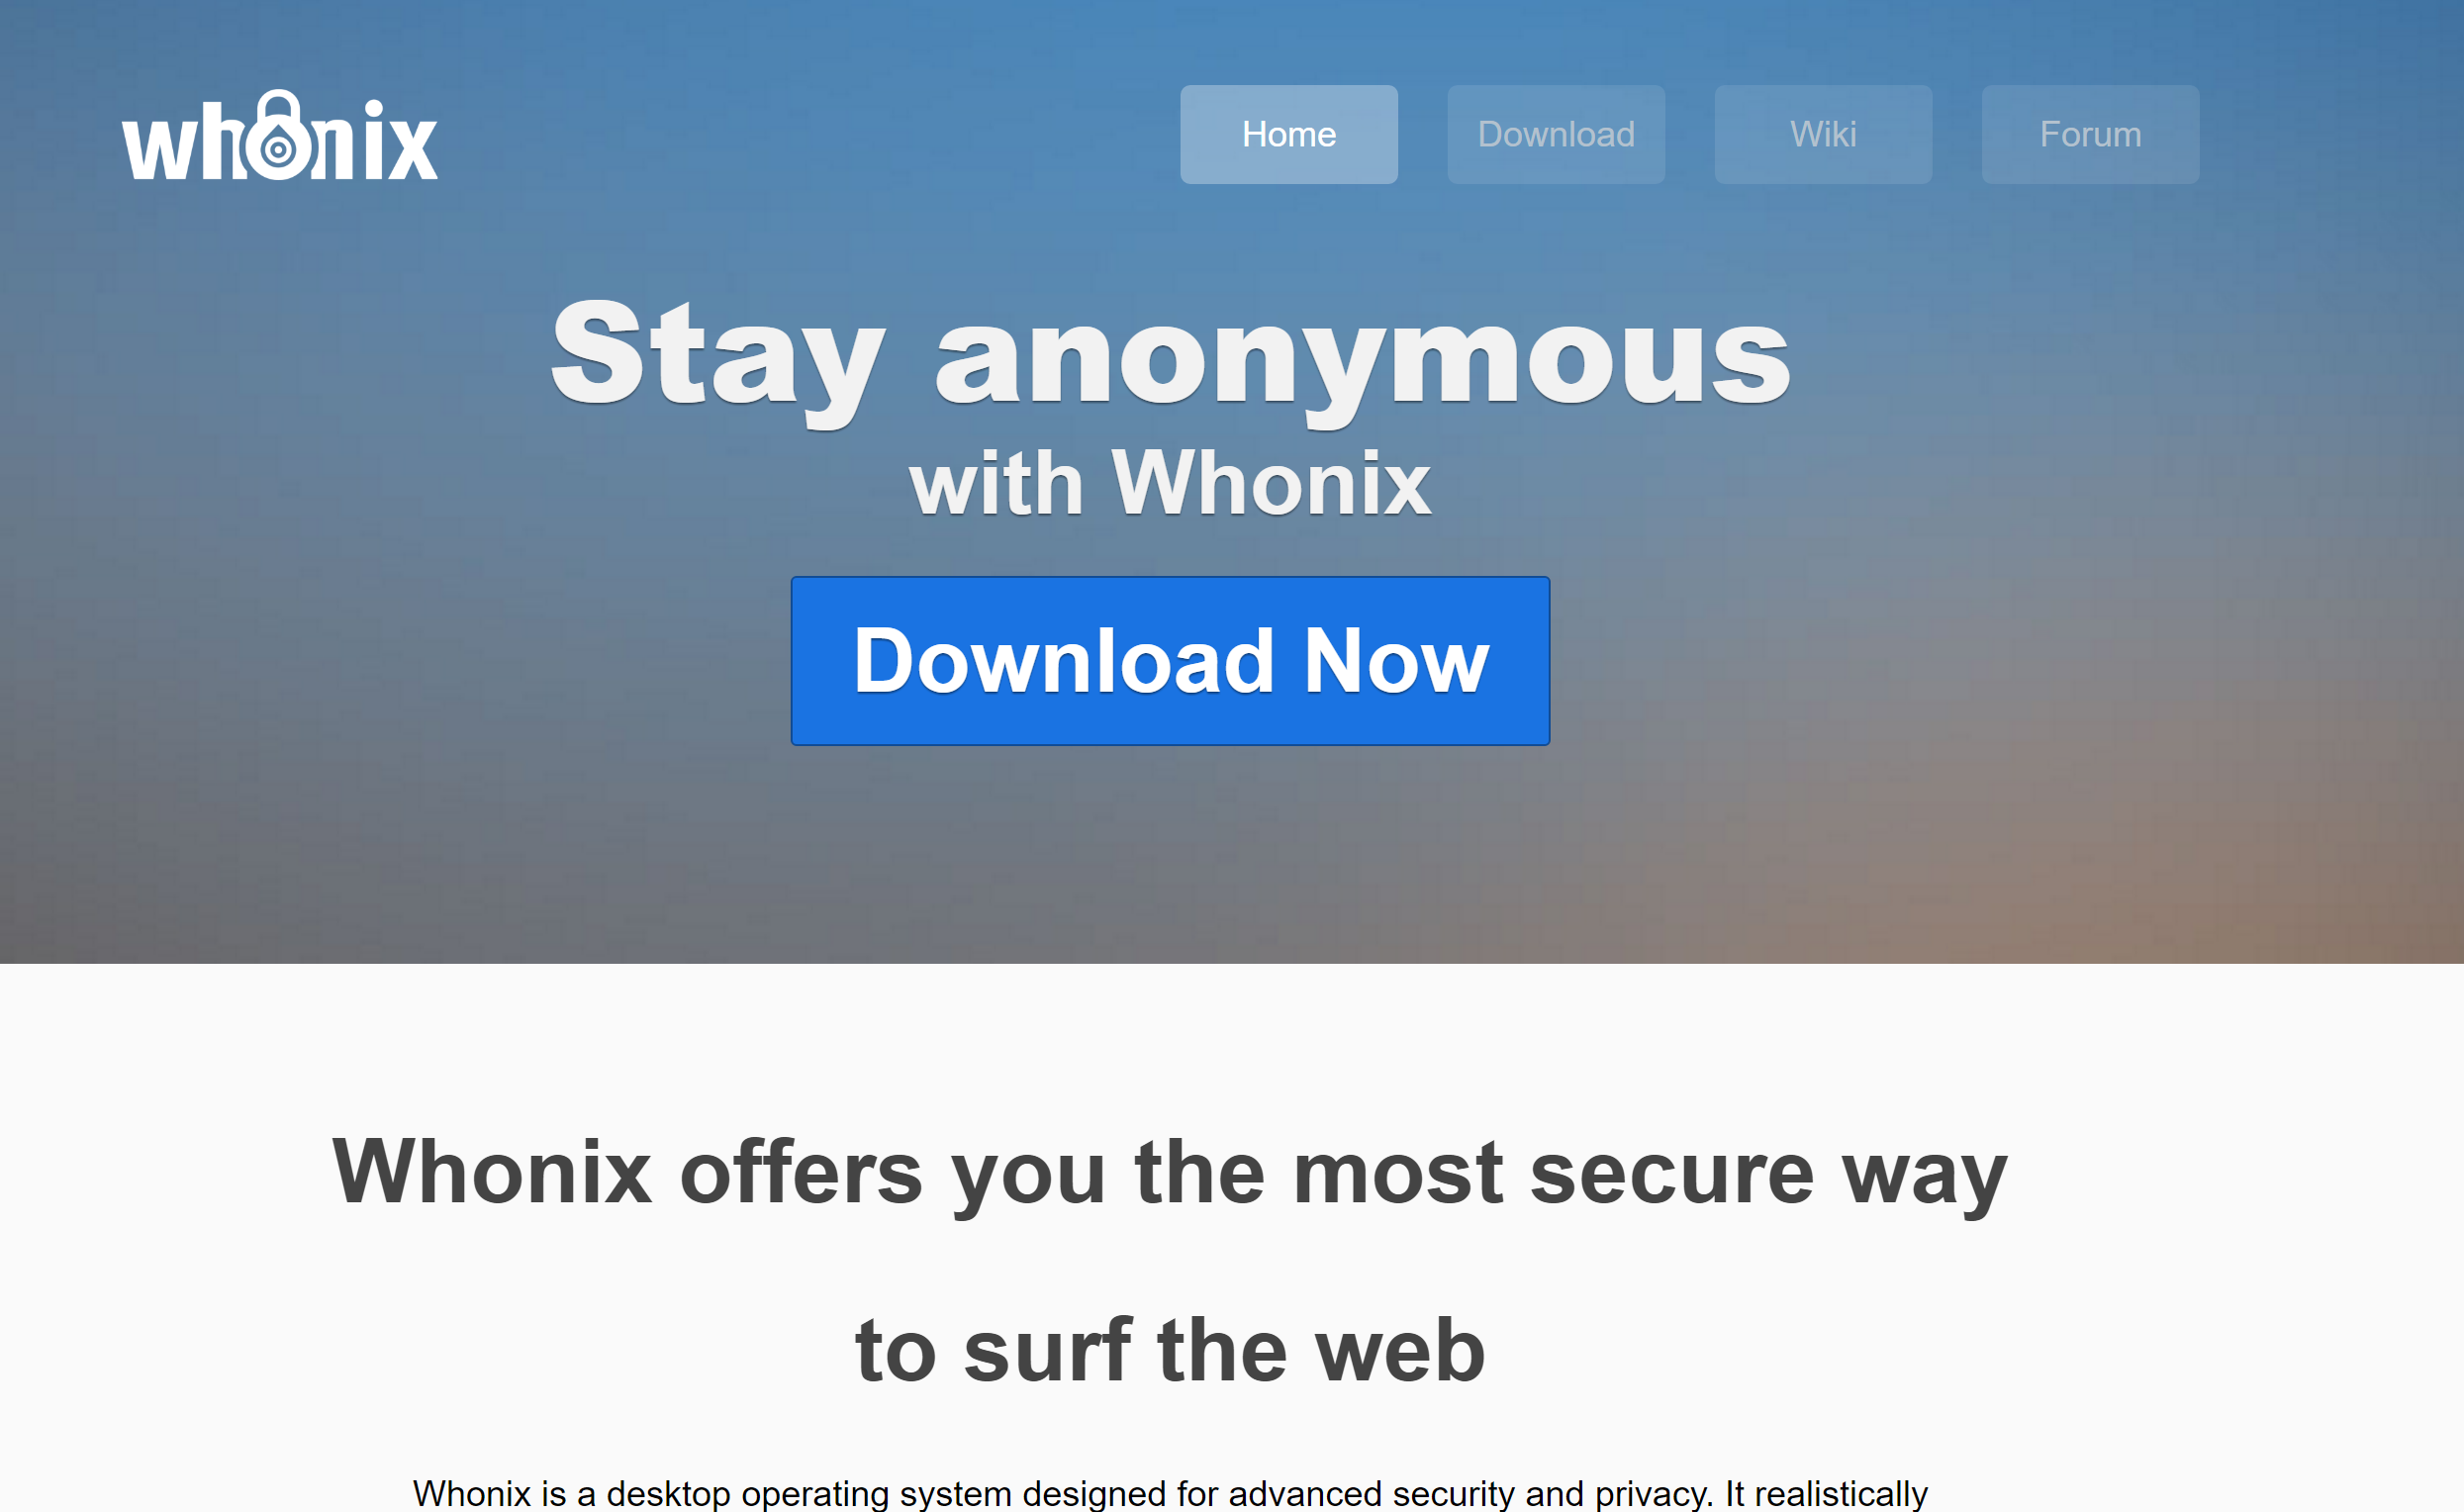 whonix
Home
Download
Wiki
Forum
Stay anonymous
with Whonix
Download Now
Whonix offers you the most secure way
to surf the web
Whonix is a desktop operating system designed for advanced security and privacy. It realistically